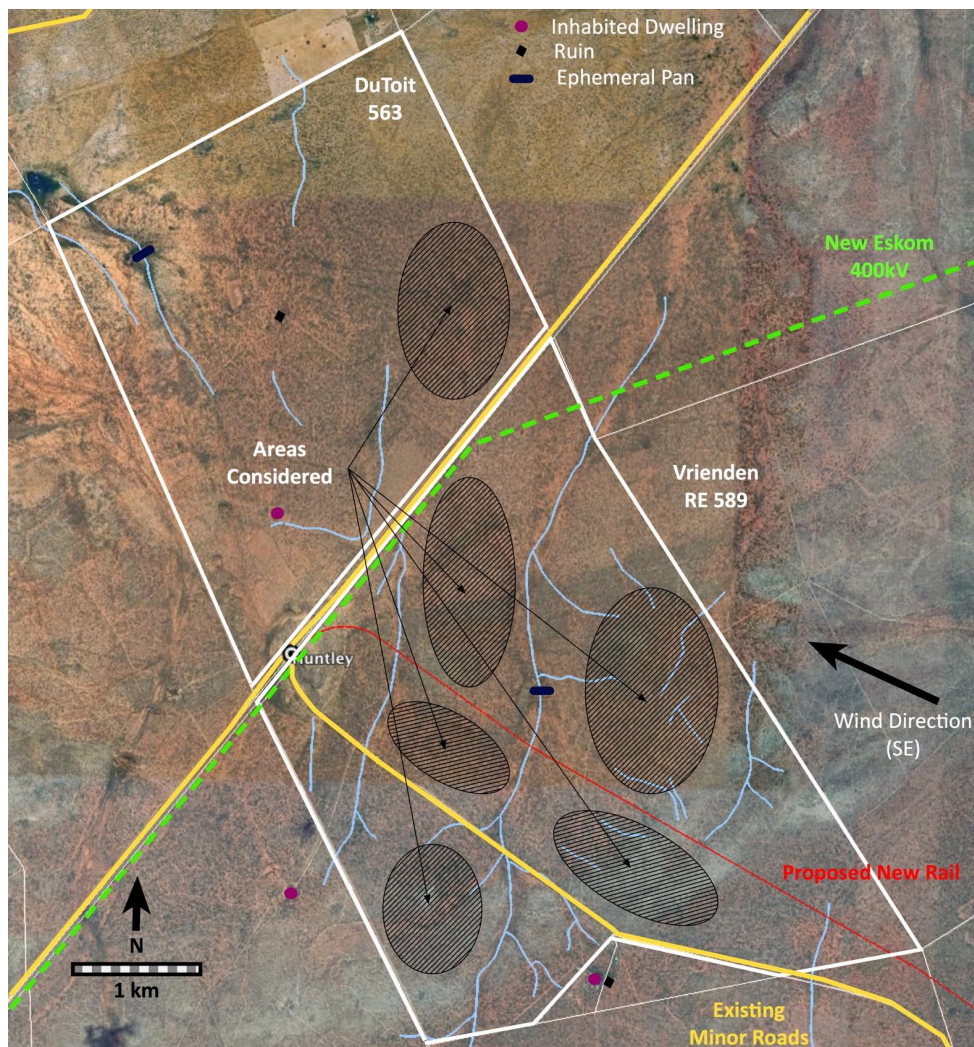 Inhabited Dwelling
Ruin
Ephemeral Pan
DuToit
563
New Eskom
400kV
Areas
Considered
Vrienden
RE 589
Huntley
Wind Direction
(SE)
Proposed New Rail
N
1 km
Existing
Minor Roads